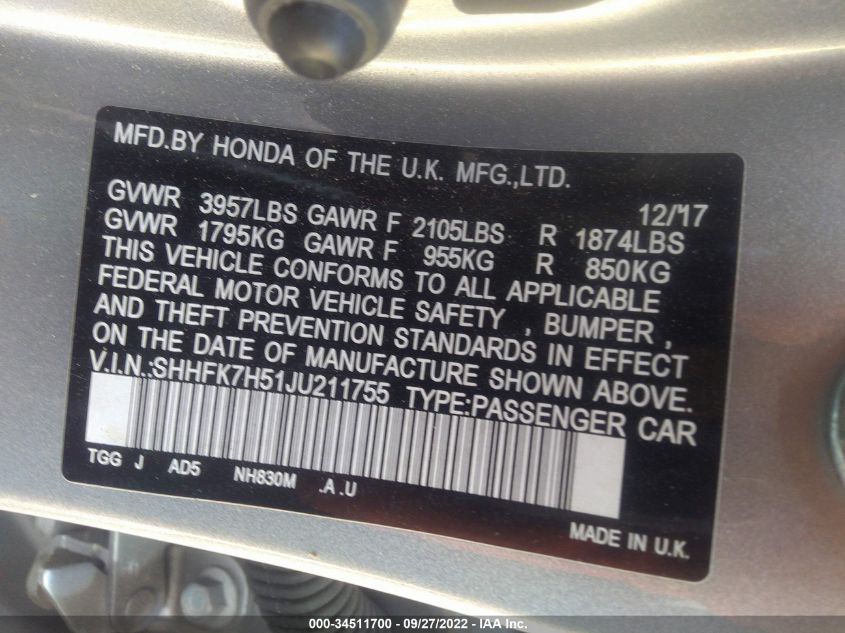 MFD.BY HONDA OF THE U.K. MFG.,LTD.
12/17
GVWR 3957LBS GAWR F 2105LBS R 1874LBS
GVWR 1795KG GAWR F 955KG R 850KG
THIS VEHICLE CONFORMS TO ALL APPLICABLE
FEDERAL MOTOR VEHICLE SAFETY , BUMPER ,
AND THEFT PREVENTION STANDARDS IN EFFECT
ON THE DATE OF MANUFACTURE SHOWN ABOVE.
V.I.N.:SHHFK7H51JU211755 TYPE:PASSENGER CAR
TGG J AD5 NH830M .A .U
MADE IN U.K.
000-34511700 - 09/27/2022 - IAA Inc.